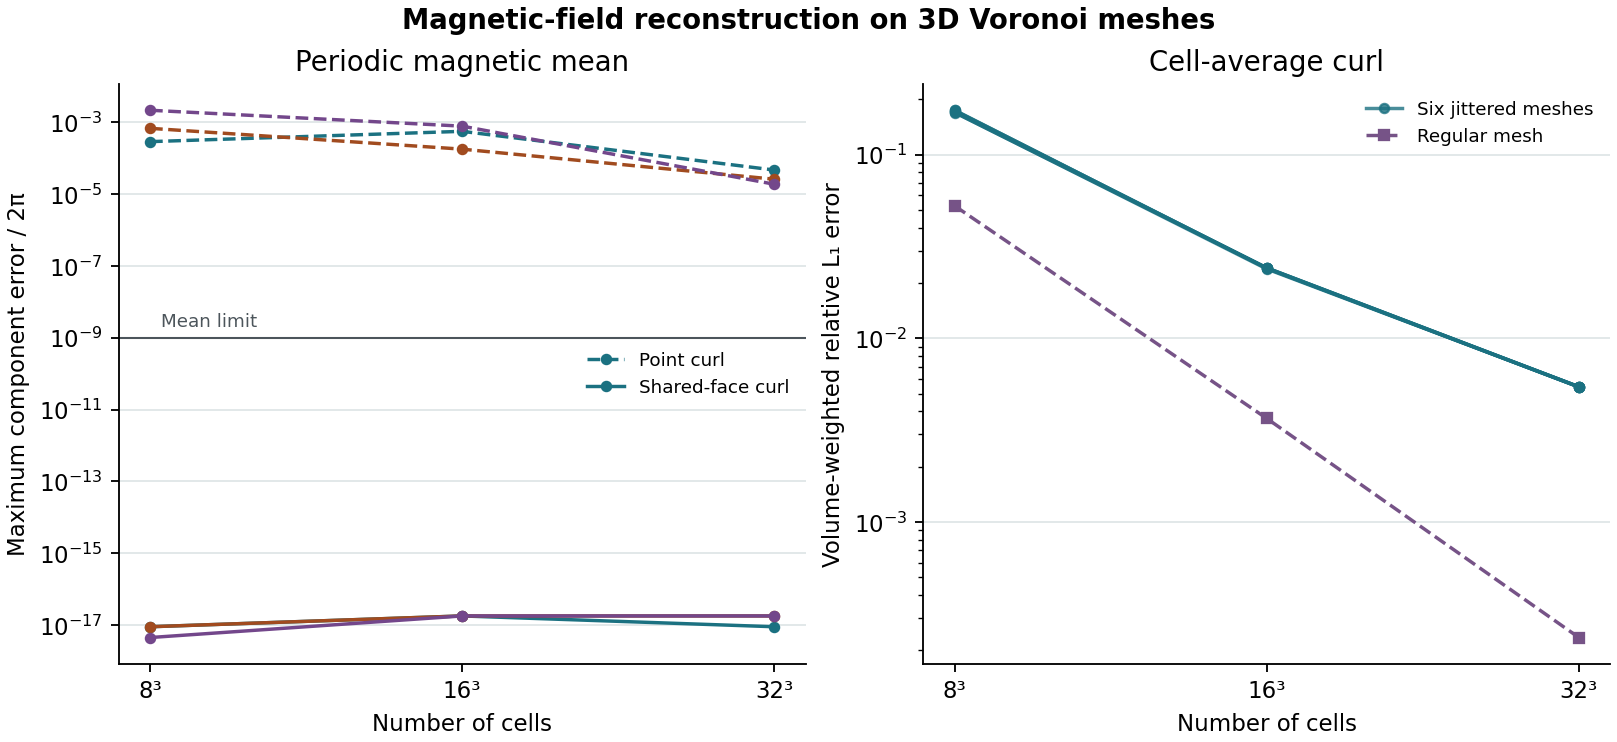 Magnetic-field reconstruction on 3D Voronoi meshes
Periodic magnetic mean
Maximum component error / 2π
10⁻³
10⁻⁵
10⁻⁷
10⁻⁹
10⁻¹¹
10⁻¹³
10⁻¹⁵
10⁻¹⁷
Mean limit
Point curl
Shared-face curl
8³
16³
32³
Number of cells
Cell-average curl
Volume-weighted relative L₁ error
10⁻¹
10⁻²
10⁻³
Six jittered meshes
Regular mesh
8³
16³
32³
Number of cells